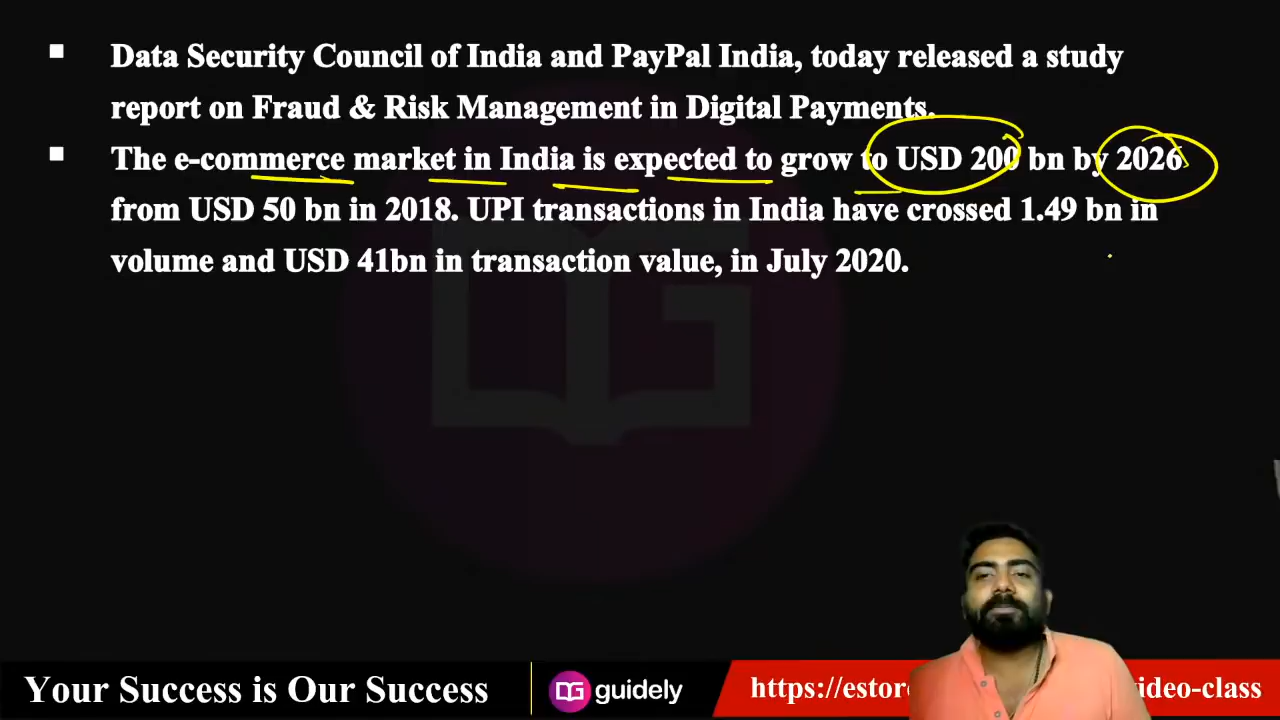 Data Security Council of India and PayPal India, today released a study
report on Fraud & Risk Management in Digital Payments.
The e-commerce market in India is expected to grow to USD 200 bn by 2026
from USD 50 bn in 2018. UPI transactions in India have crossed 1.49 bn in
volume and USD 41bn in transaction value, in July 2020.
Your Success is Our Success
guidely
https://estor
ideo-class